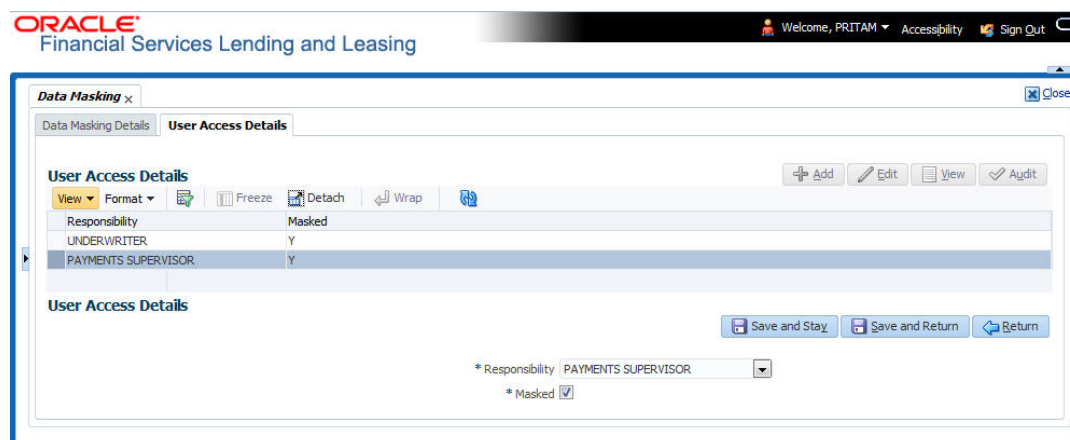 ORACLE
Financial Services Lending and Leasing
Welcome, PRITAM Accessibility Sign Out
Data Masking x
Close
Data Masking Details User Access Details
User Access Details
Add Edit View Audit
View Format Freeze Detach Wrap
Responsibility Masked
UNDERWRITER Y
PAYMENTS SUPERVISOR Y
User Access Details
Save and Stay Save and Return Return
* Responsibility PAYMENTS SUPERVISOR
* Masked